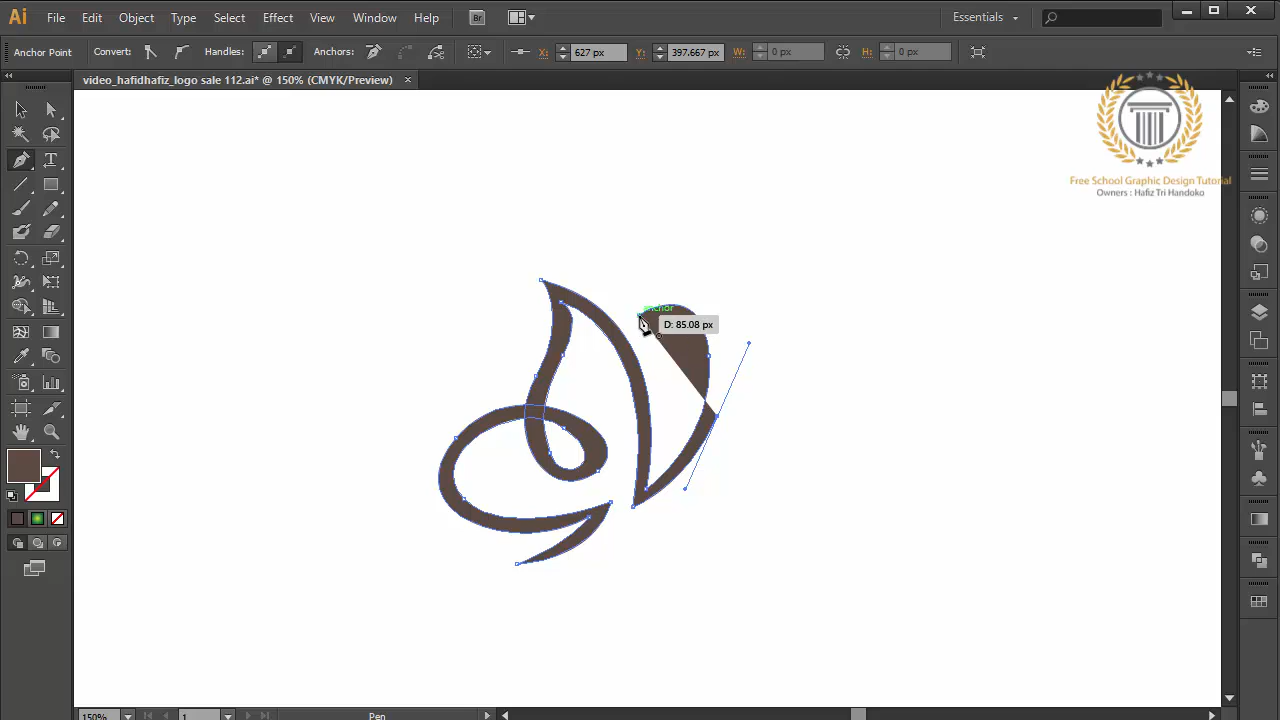 Ai File Edit Object Type Select Effect View Window Help Br Essentials
Anchor Point Convert: Handles: Anchors: X: 627 px Y: 397.667 px W: 0 px H: 0 px
video_hafidhafiz_logo sale 112.ai* @ 150% (CMYK/Preview)
Free School Graphic Design Tutorial
Owners : Hafiz Tri Handoko
anchor
D: 85.08 px
150% 1 Pen